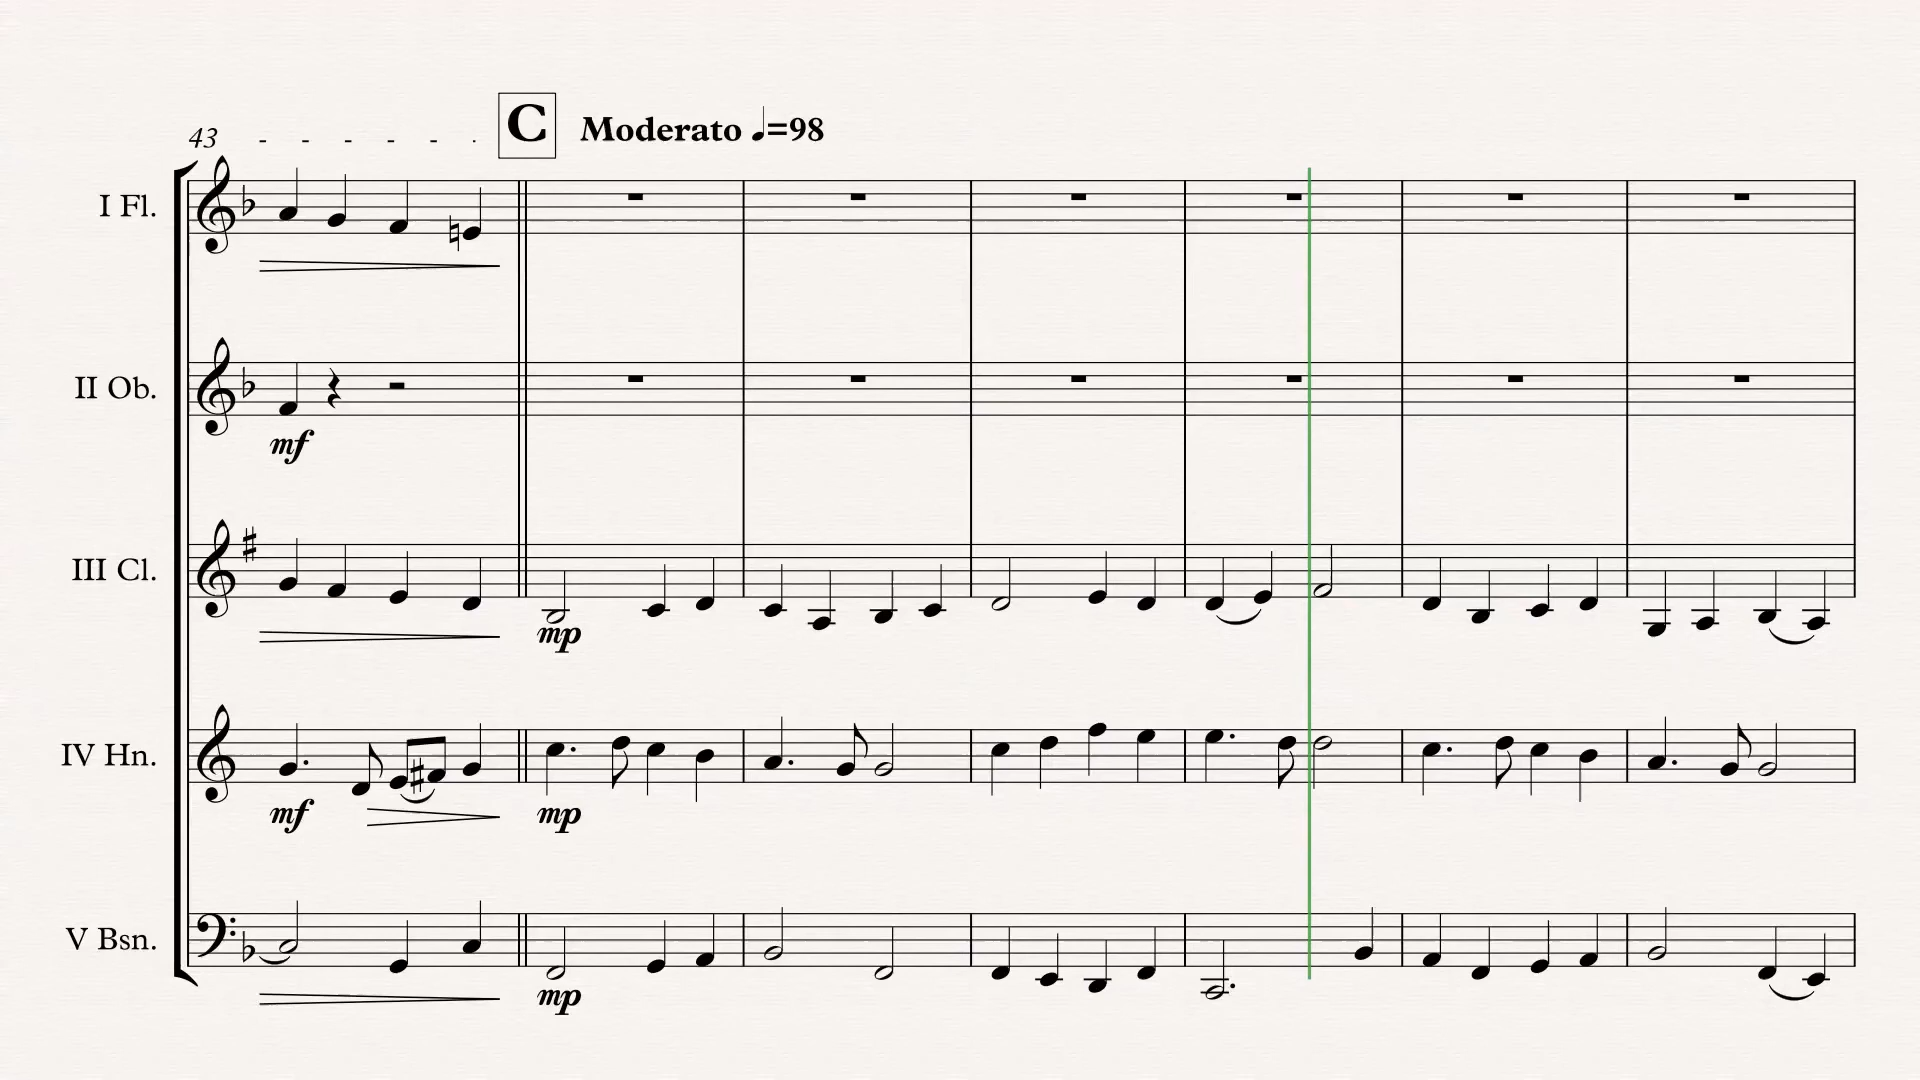 C
Moderato ♩=98
43
I Fl.
II Ob.
mf
III Cl.
mp
IV Hn.
mf mp
V Bsn.
mp